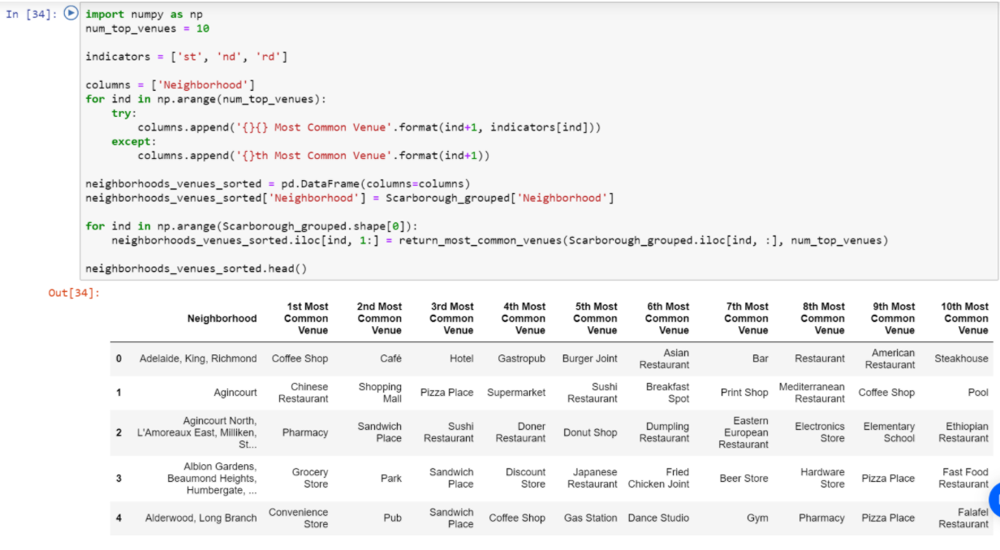 In [34]:
import numpy as np
num_top_venues = 10
indicators = ['st', 'nd', 'rd']
columns = ['Neighborhood']
for ind in np.arange(num_top_venues):
    try:
        columns.append('{}{} Most Common Venue'.format(ind+1, indicators[ind]))
    except:
        columns.append('{}th Most Common Venue'.format(ind+1))
neighborhoods_venues_sorted = pd.DataFrame(columns=columns)
neighborhoods_venues_sorted['Neighborhood'] = Scarborough_grouped['Neighborhood']
for ind in np.arange(Scarborough_grouped.shape[0]):
    neighborhoods_venues_sorted.iloc[ind, 1:] = return_most_common_venues(Scarborough_grouped.iloc[ind, :], num_top_venues)
neighborhoods_venues_sorted.head()
Out[34]:
Neighborhood 1st Most Common Venue 2nd Most Common Venue 3rd Most Common Venue 4th Most Common Venue 5th Most Common Venue 6th Most Common Venue 7th Most Common Venue 8th Most Common Venue 9th Most Common Venue 10th Most Common Venue
0 Adelaide, King, Richmond Coffee Shop Café Hotel Gastropub Burger Joint Asian Restaurant Bar Restaurant American Restaurant Steakhouse
1 Agincourt Chinese Restaurant Shopping Mall Pizza Place Supermarket Sushi Restaurant Breakfast Spot Print Shop Mediterranean Restaurant Coffee Shop Pool
2 Agincourt North, L'Amoreaux East, Milliken, St... Pharmacy Sandwich Place Sushi Restaurant Doner Restaurant Donut Shop Dumpling Restaurant Eastern European Restaurant Electronics Store Elementary School Ethiopian Restaurant
3 Albion Gardens, Beaumond Heights, Humbergate, ... Grocery Store Park Sandwich Place Discount Store Japanese Restaurant Fried Chicken Joint Beer Store Hardware Store Pizza Place Fast Food Restaurant
4 Alderwood, Long Branch Convenience Store Pub Sandwich Place Coffee Shop Gas Station Dance Studio Gym Pharmacy Pizza Place Falafel Restaurant